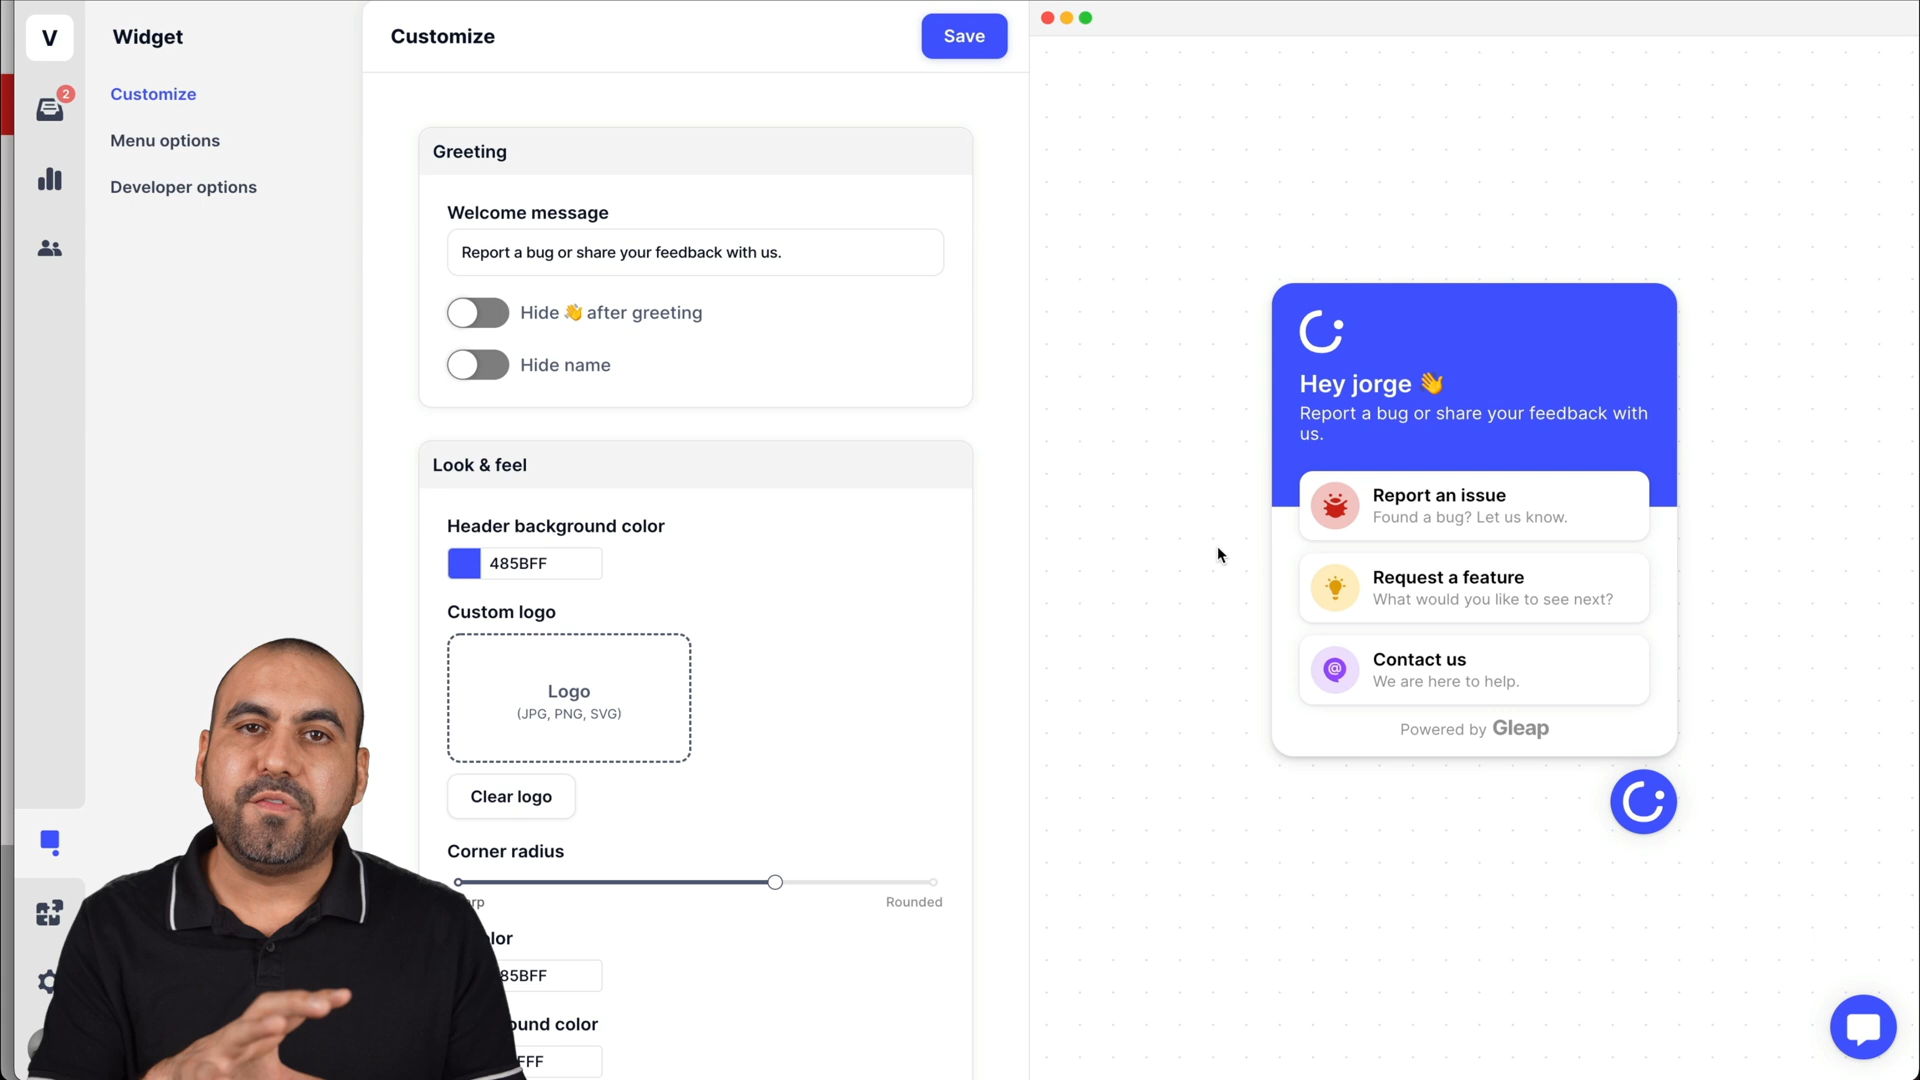 V
Widget
Customize
Save
2
Customize
Menu options
Developer options
Greeting
Welcome message
Report a bug or share your feedback with us.
Hide 👋 after greeting
Hide name
Look & feel
Header background color
485BFF
Custom logo
Logo
(JPG, PNG, SVG)
Clear logo
Corner radius
Rounded
Hey jorge 👋
Report a bug or share your feedback with
us.
Report an issue
Found a bug? Let us know.
Request a feature
What would you like to see next?
@
Contact us
We are here to help.
Powered by Gleap
color